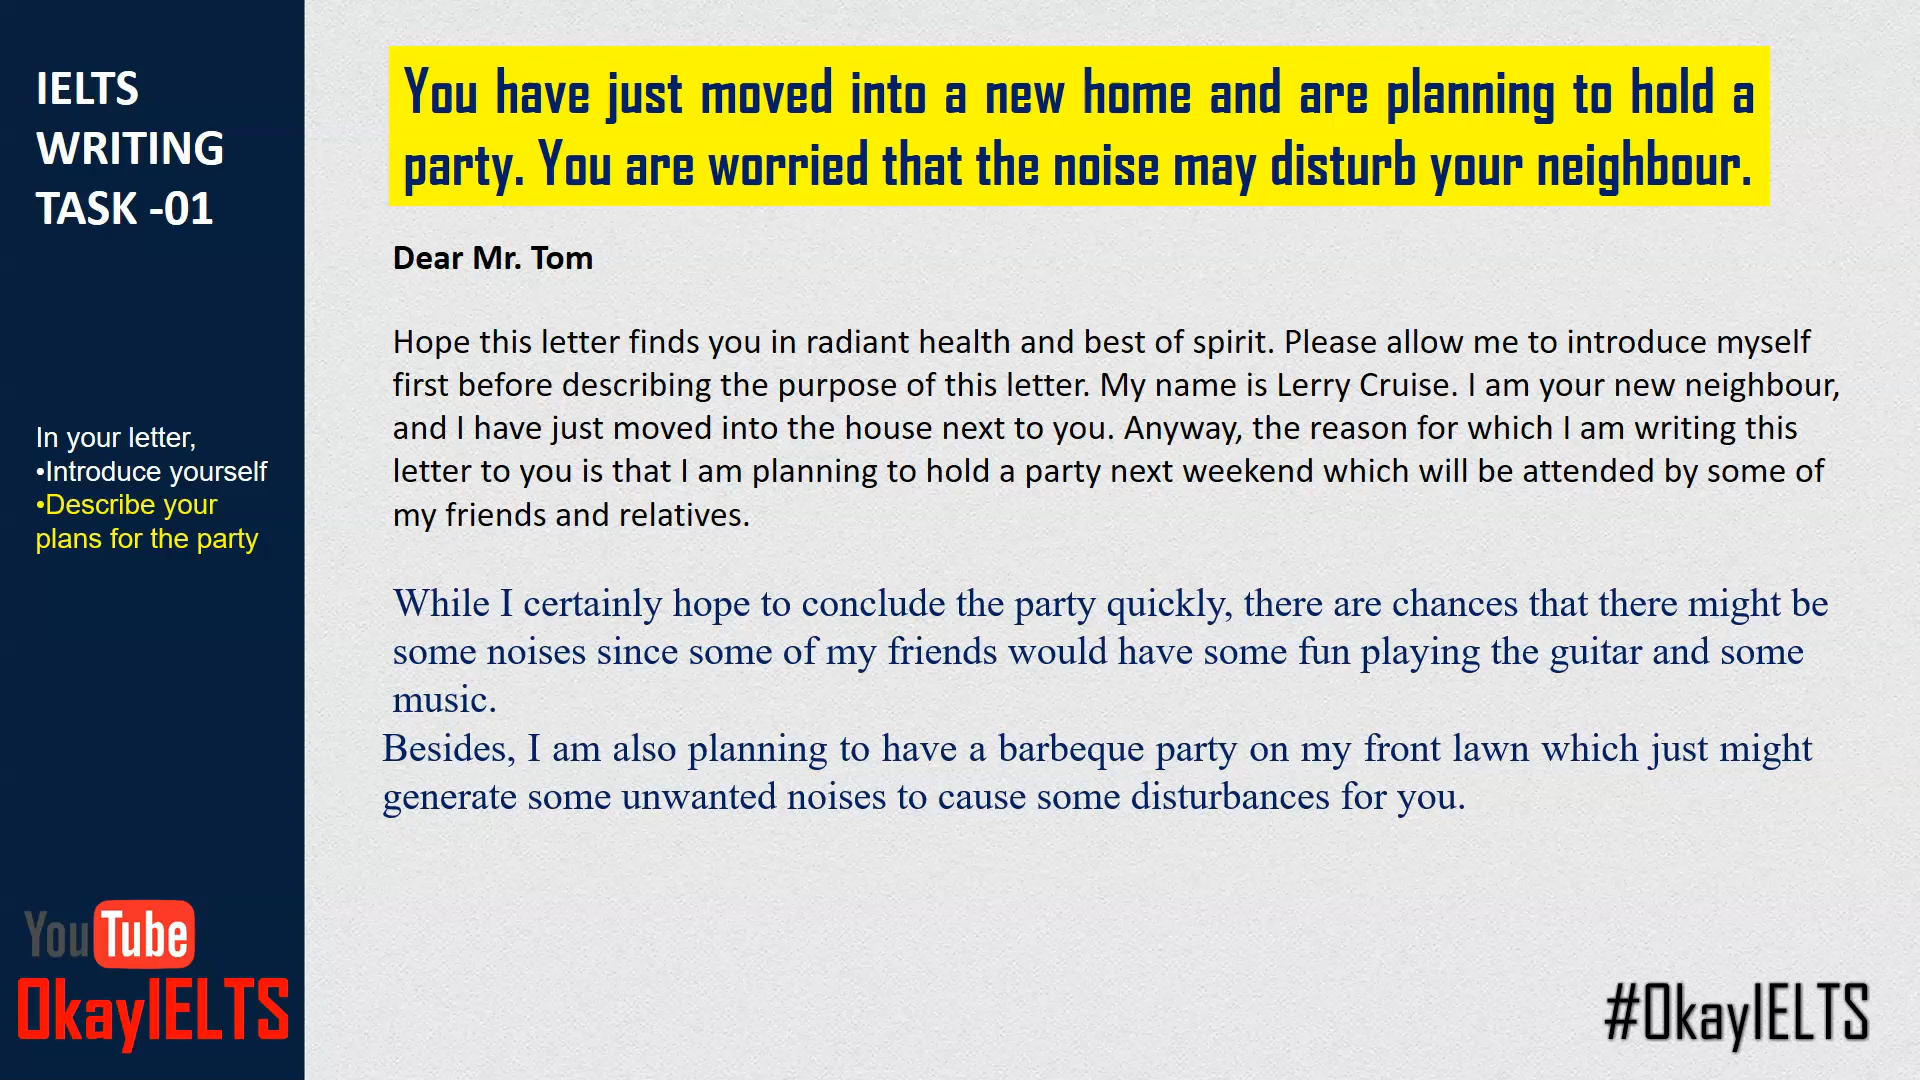 IELTS
WRITING
TASK -01
In your letter,
•Introduce yourself
•Describe your
plans for the party
YouTube
OkayIELTS
You have just moved into a new home and are planning to hold a
party. You are worried that the noise may disturb your neighbour.
Dear Mr. Tom
Hope this letter finds you in radiant health and best of spirit. Please allow me to introduce myself
first before describing the purpose of this letter. My name is Lerry Cruise. I am your new neighbour,
and I have just moved into the house next to you. Anyway, the reason for which I am writing this
letter to you is that I am planning to hold a party next weekend which will be attended by some of
my friends and relatives.
While I certainly hope to conclude the party quickly, there are chances that there might be
some noises since some of my friends would have some fun playing the guitar and some
music.
Besides, I am also planning to have a barbeque party on my front lawn which just might
generate some unwanted noises to cause some disturbances for you.
#OkayIELTS